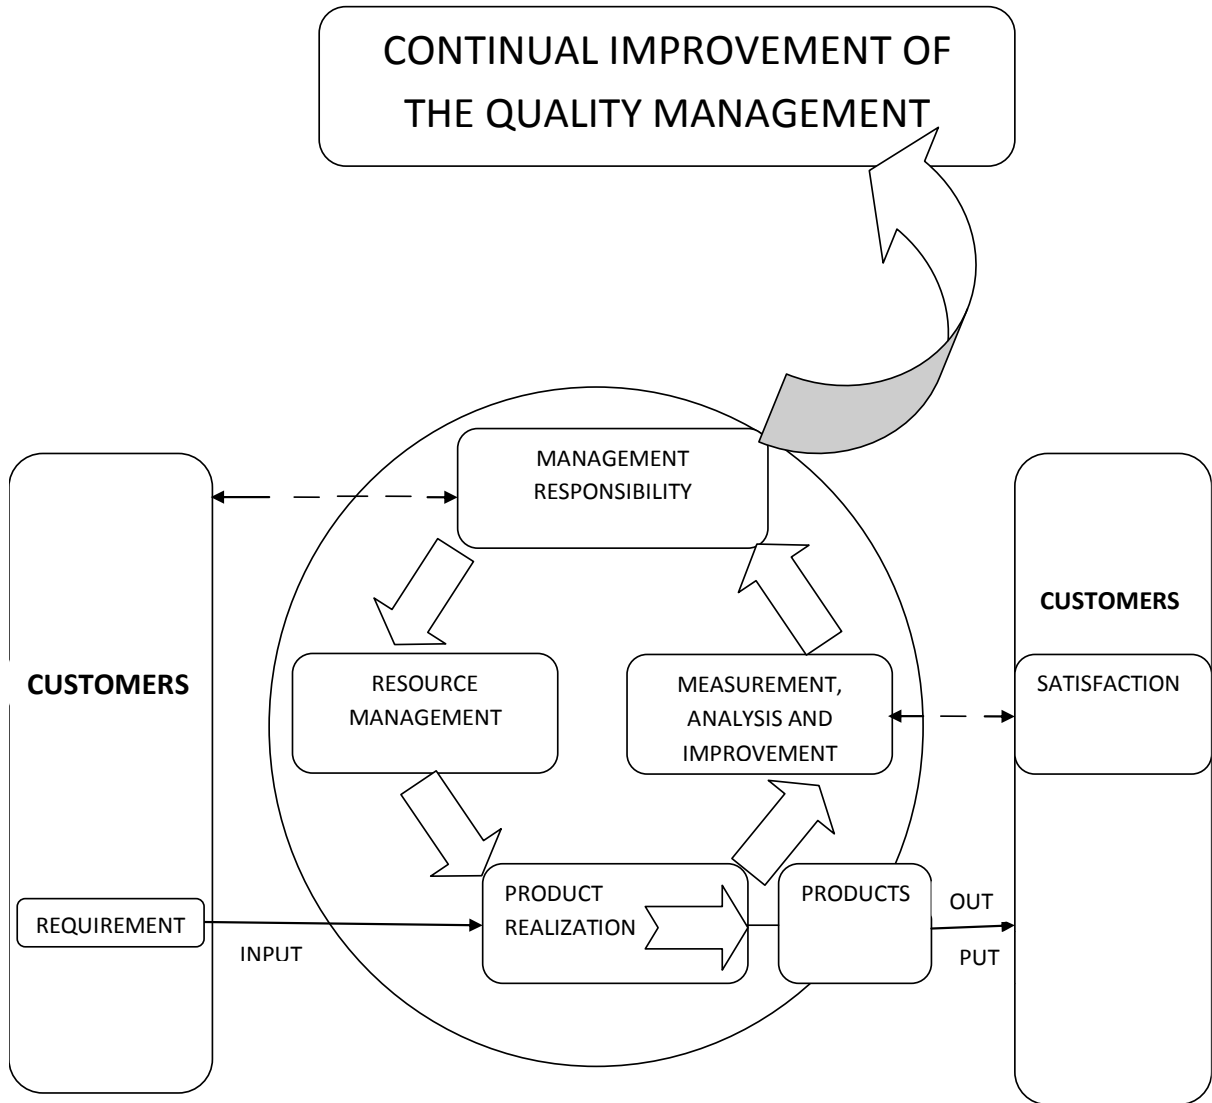 CONTINUAL IMPROVEMENT OF
THE QUALITY MANAGEMENT
MANAGEMENT
RESPONSIBILITY
CUSTOMERS
CUSTOMERS
RESOURCE
MANAGEMENT
MEASUREMENT,
ANALYSIS AND
IMPROVEMENT
SATISFACTION
REQUIREMENT
INPUT
PRODUCT
REALIZATION
PRODUCTS
OUT
PUT